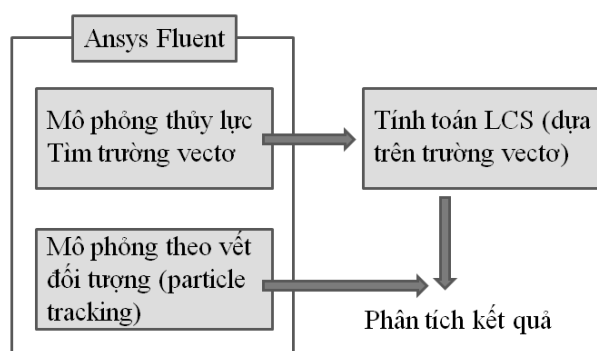 Ansys Fluent
Mô phỏng thủy lực
Tìm trường vectơ
Tính toán LCS (dựa
trên trường vectơ)
Mô phỏng theo vết
đối tượng (particle
tracking)
Phân tích kết quả